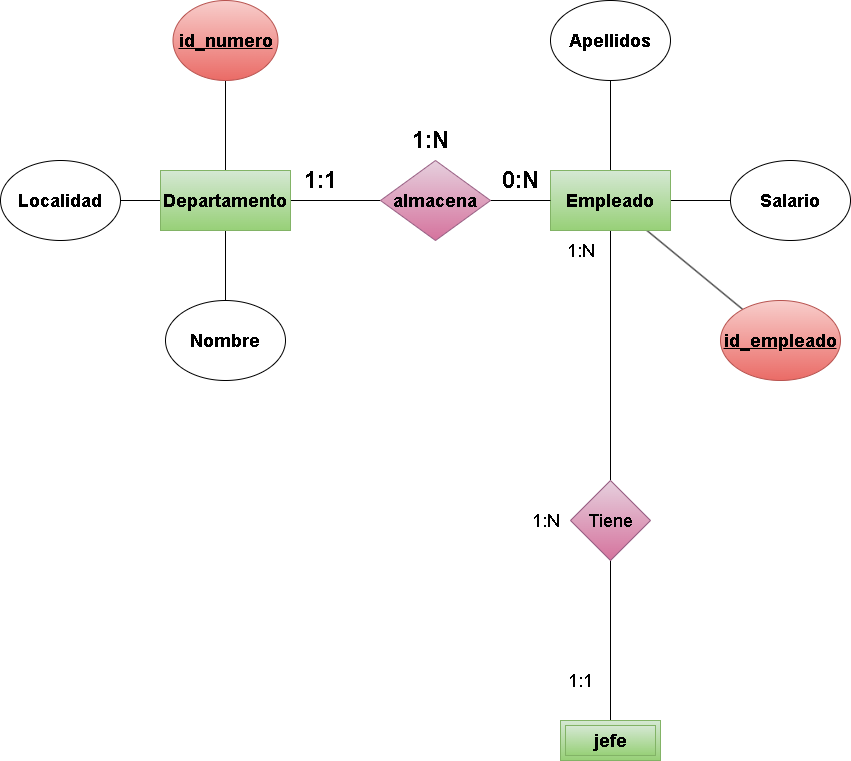 id_numero
Apellidos
1:N
Localidad
Departamento
1:1
almacena
0:N
Empleado
Salario
1:N
Nombre
id_empleado
1:N
Tiene
1:1
jefe